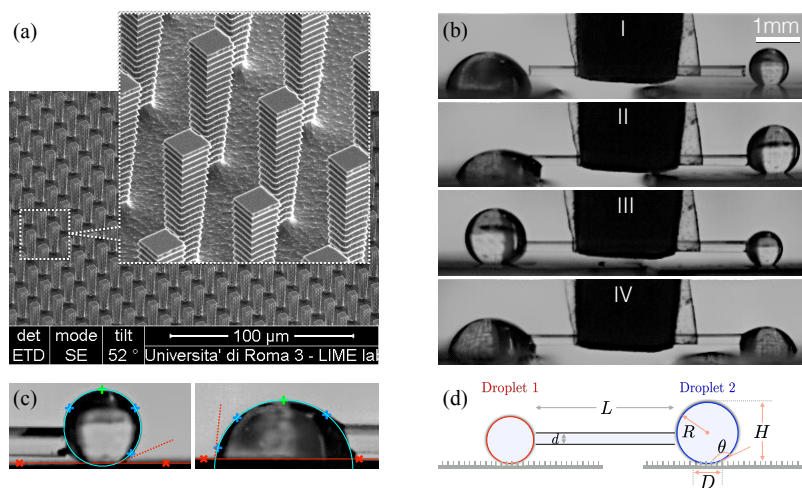 (a)
det
mode
tilt
100 µm
ETD
SE
52 °
Universita' di Roma 3 - LIME lab
(b)
I
1mm
II
III
IV
(c)
(d)
Droplet 1
Droplet 2
L
d
R
θ
H
D